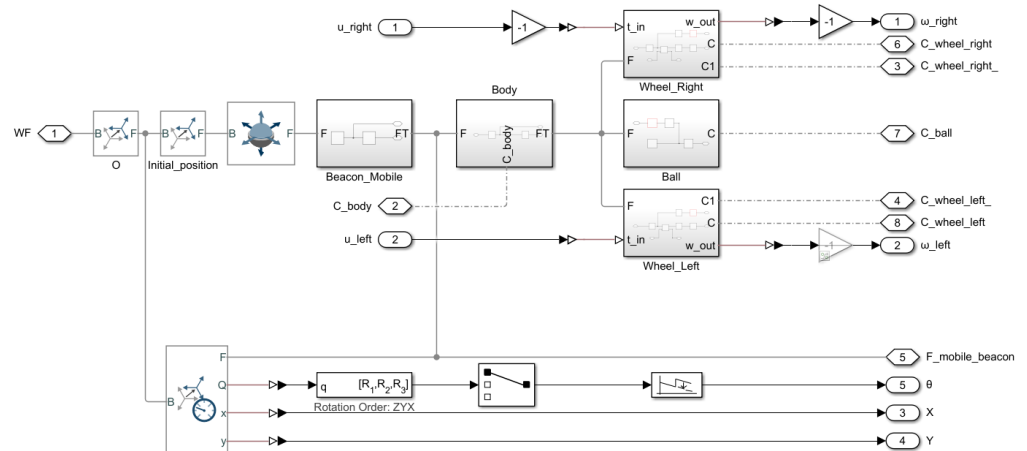 u_right 1 -1 t_in w_out -1 1 ω_right
C 6 C_wheel_right
F C1 3 C_wheel_right_
Wheel_Right
Body
WF 1 B F B F B F F FT F FT F C 7 C_ball
C_body
O Initial_position Beacon_Mobile Ball
C_body 2
F C1 4 C_wheel_left_
C 8 C_wheel_left
u_left 2 t_in w_out -1 2 ω_left
Wheel_Left
F 5 F_mobile_beacon
Q q [R1,R2,R3] 5 θ
B
Rotation Order: ZYX
x 3 X
y 4 Y